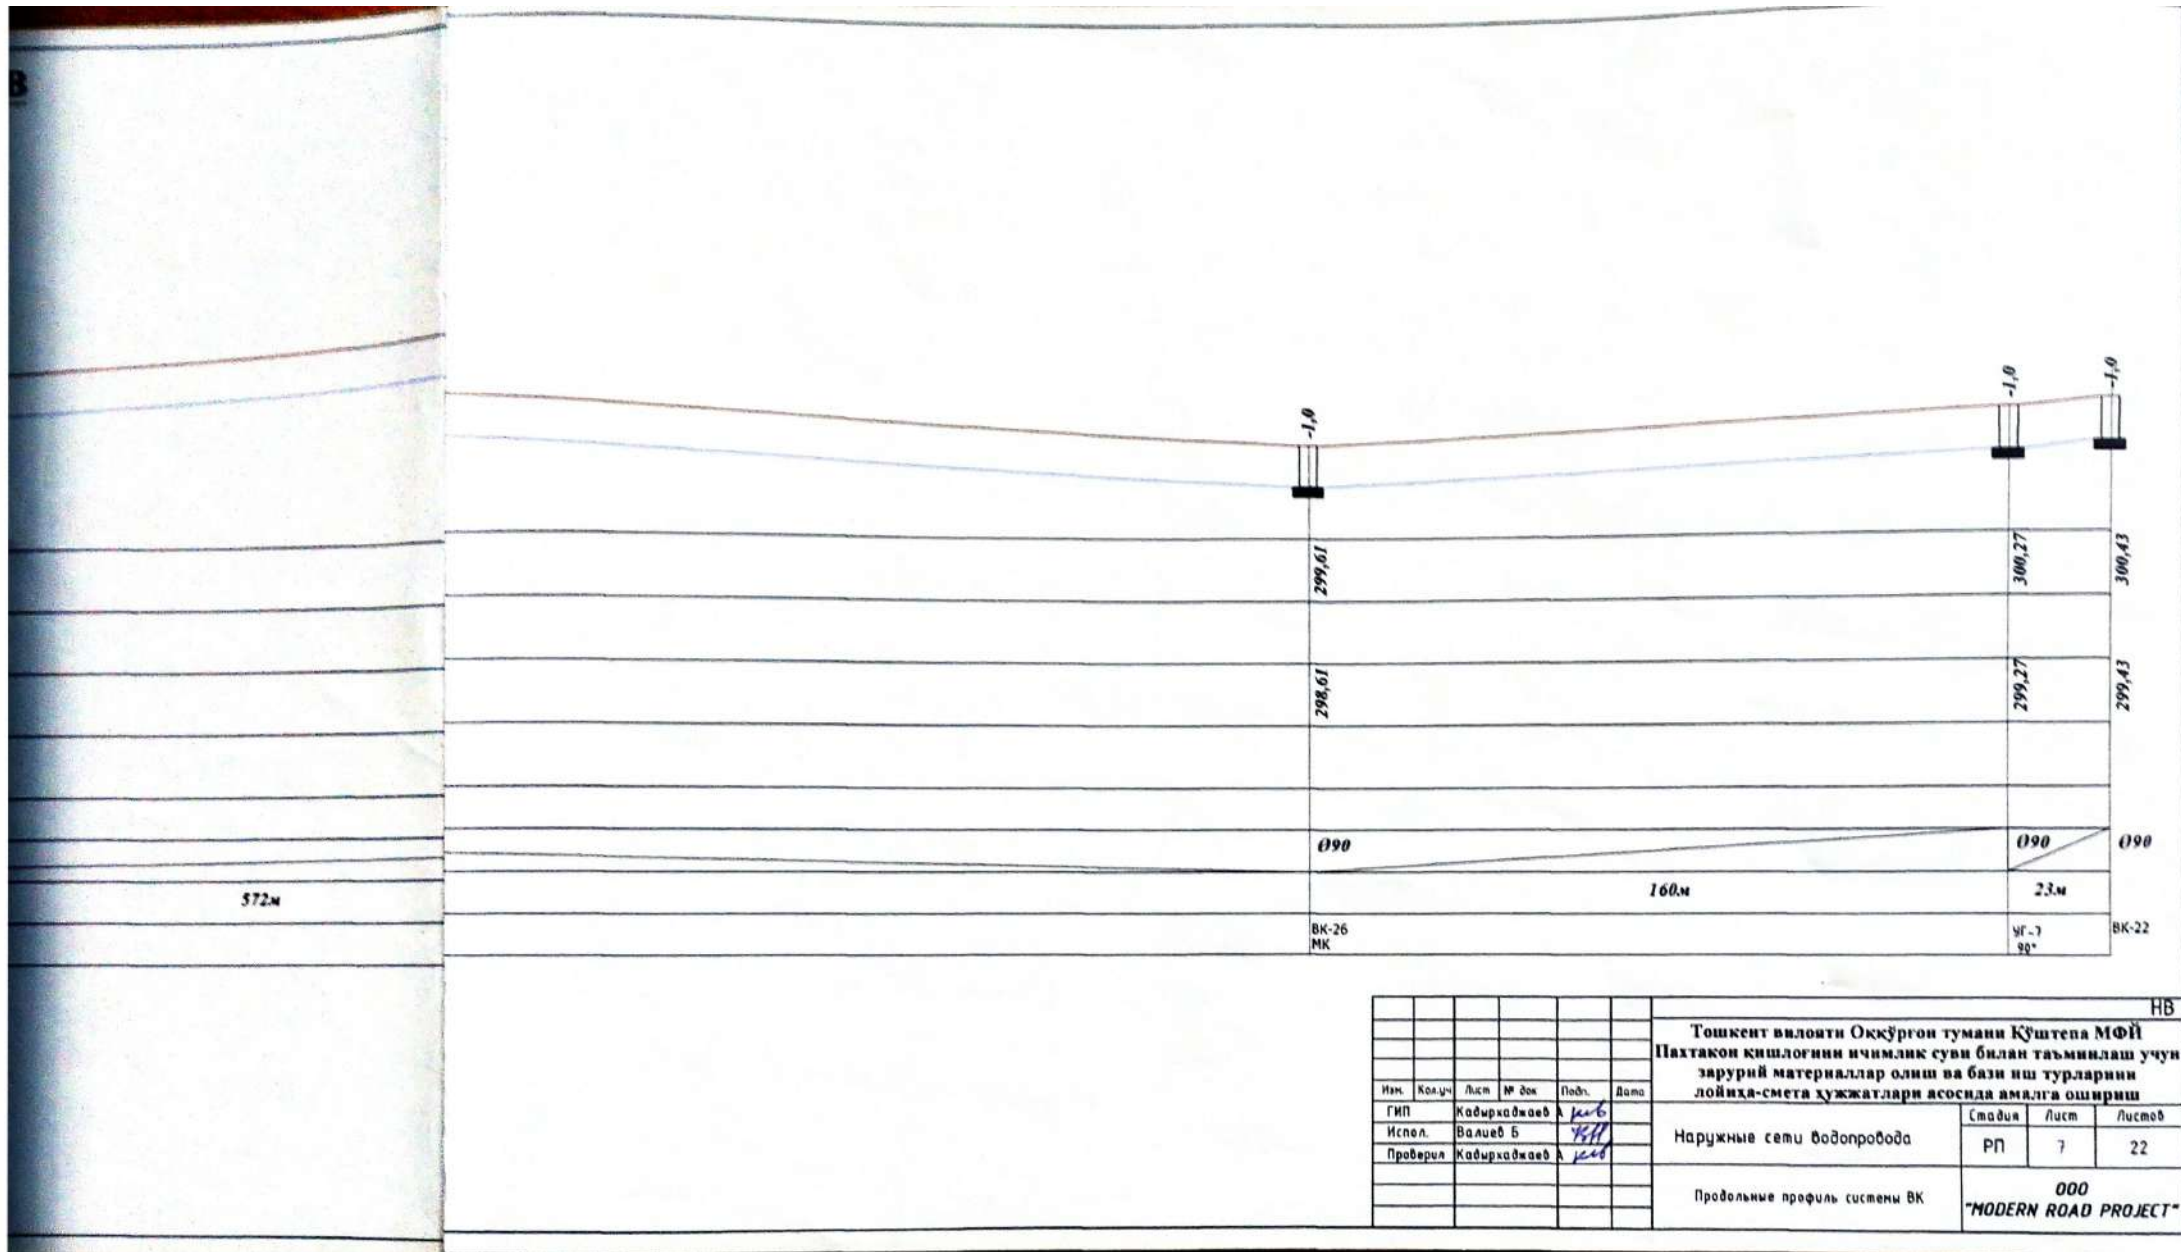 В
-1,0
-1,0
-1,0
299,61
300,27
300,43
298,61
299,27
299,43
Ø90
Ø90
Ø90
572м
160м
23м
ВК-26
МК
УГ-7
90°
ВК-22
НВ
Тошкент вилояти Оққўрғон тумани Қўштепа МФЙ
Пахтакон қишлоғини ичимлик суви билан таъминлаш учун
зарурий материаллар олиш ва бази иш турларини
лойиҳа-смета ҳужжатлари асосида амалга ошириш
Изм. Кол.уч Лист № док Подп. Дата
ГИП Кадырхаджаев А
Испол. Валиев Б
Проверил Кадырхаджаев А
Наружные сети водопровода
Стадия Лист Листов
РП 7 22
Продольные профиль системы ВК
ООО
"MODERN ROAD PROJECT"